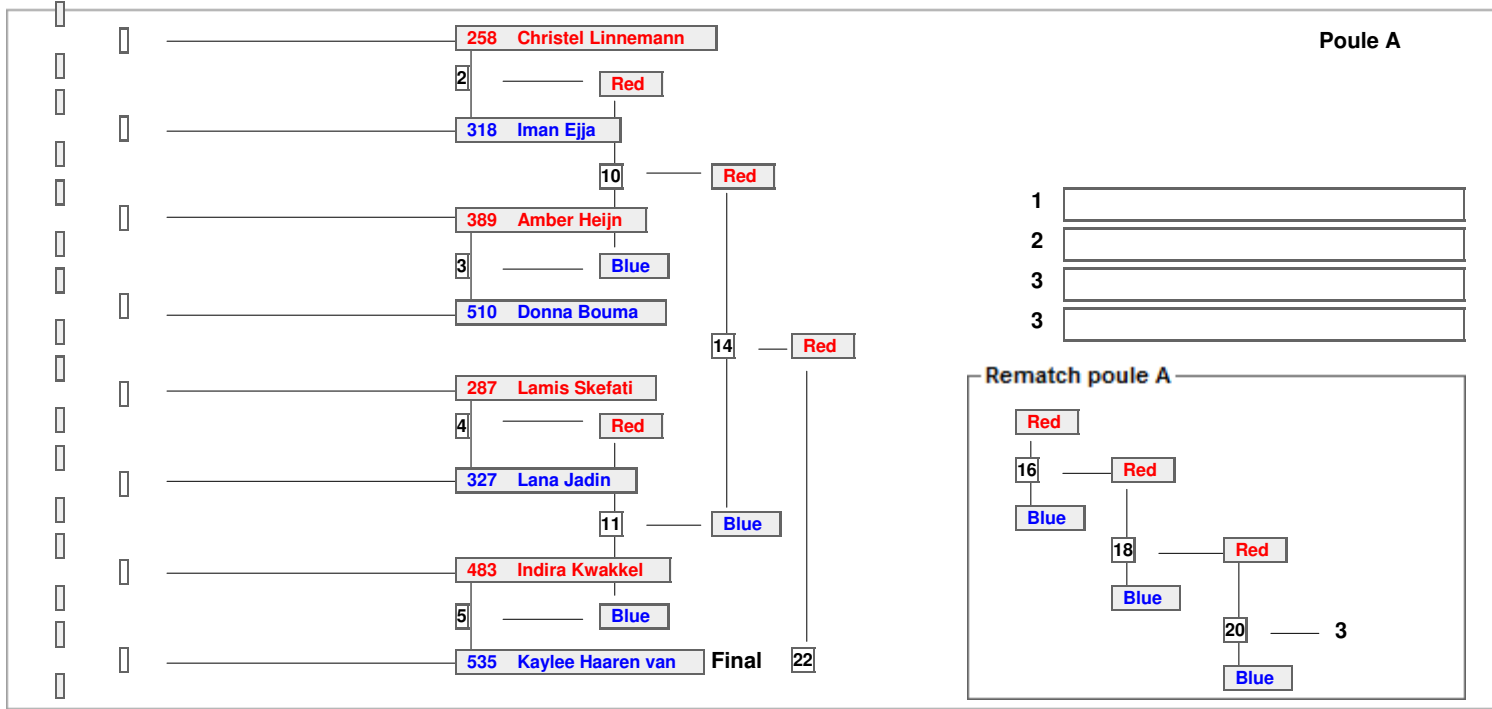 258 Christel Linnemann
Poule A
2
Red
318 Iman Ejja
10
Red
389 Amber Heijn
3
Blue
510 Donna Bouma
14
Red
287 Lamis Skefati
4
Red
327 Lana Jadin
11
Blue
483 Indira Kwakkel
5
Blue
535 Kaylee Haaren van
Final
22
1
2
3
3
Rematch poule A
Red
16
Red
Blue
18
Red
Blue
20
3
Blue